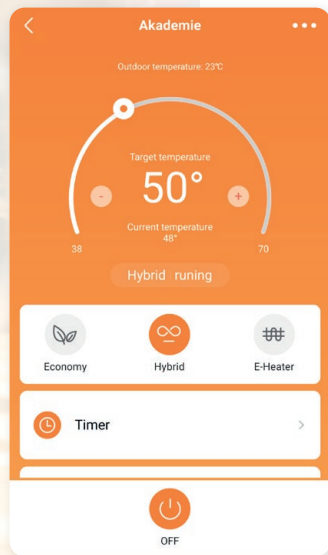 Akademie
Outdoor temperature: 23℃
Target temperature
- 50° +
Current temperature
48°
38 70
Hybrid runing
Economy Hybrid E-Heater
Timer
OFF